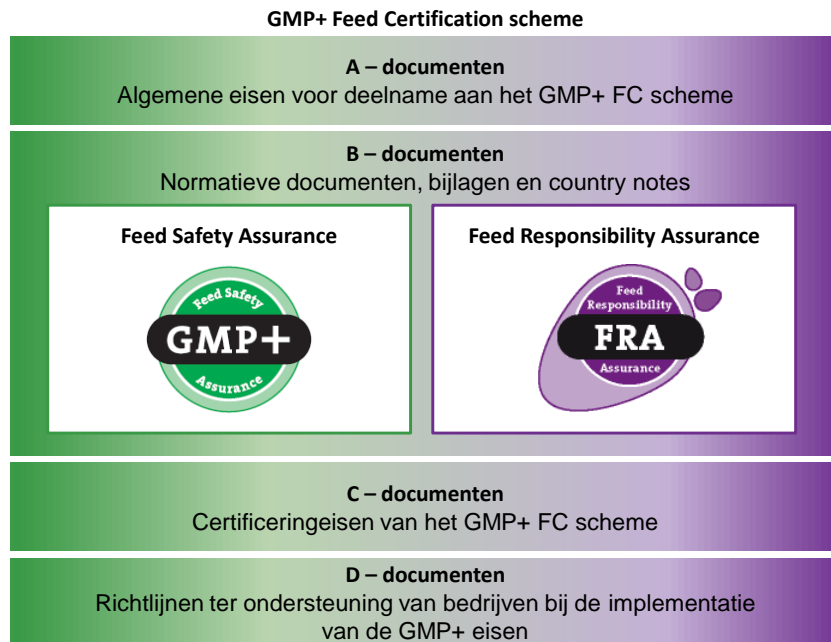 GMP+ Feed Certification scheme
A – documenten
Algemene eisen voor deelname aan het GMP+ FC scheme
B – documenten
Normatieve documenten, bijlagen en country notes
Feed Safety Assurance
Feed Safety
GMP+
Assurance
Feed Responsibility Assurance
Feed
Responsibility
FRA
Assurance
C – documenten
Certificeringeisen van het GMP+ FC scheme
D – documenten
Richtlijnen ter ondersteuning van bedrijven bij de implementatie
van de GMP+ eisen